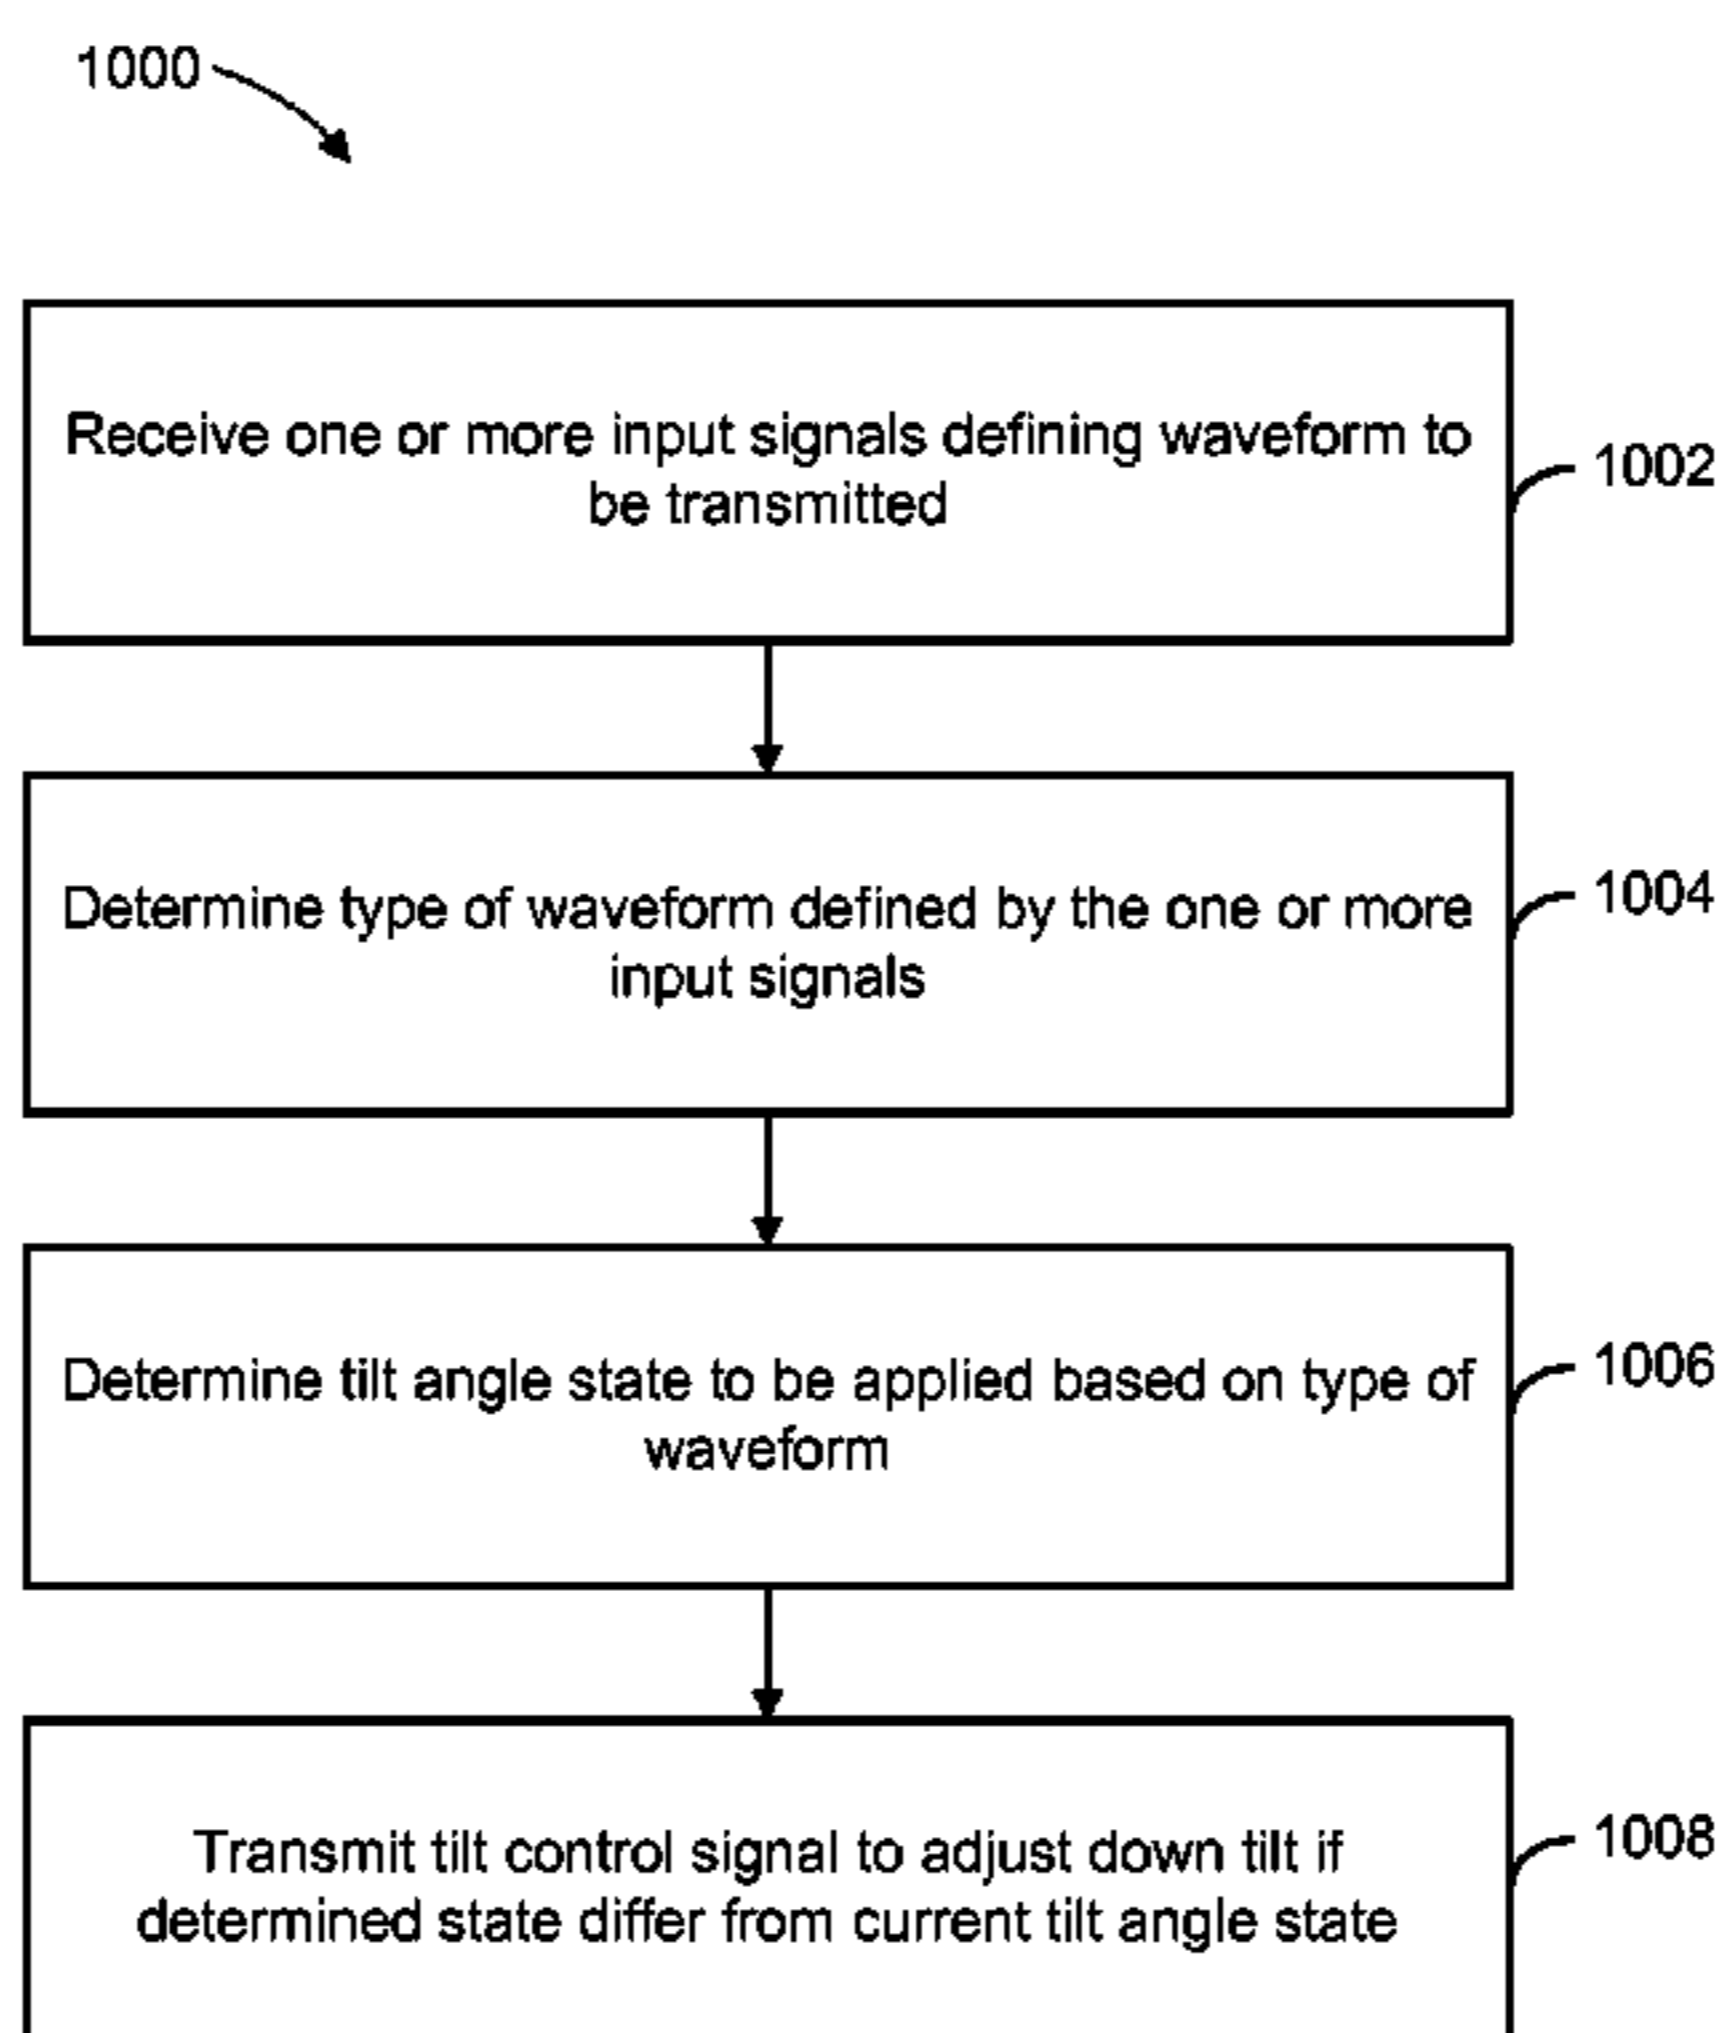 1000
Receive one or more input signals defining waveform to
be transmitted
1002
Determine type of waveform defined by the one or more
input signals
1004
Determine tilt angle state to be applied based on type of
waveform
1006
Transmit tilt control signal to adjust down tilt if
determined state differ from current tilt angle state
1008